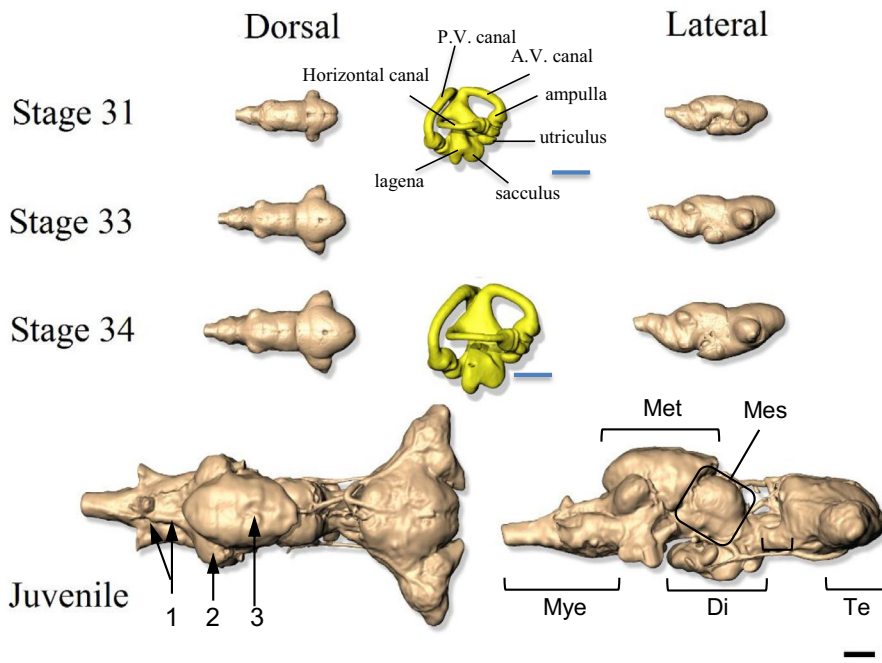 Dorsal
Lateral
P.V. canal
A.V. canal
Horizontal canal
Stage 31
ampulla
utriculus
lagena
sacculus
Stage 33
Stage 34
Met
Mes
Juvenile
1
2
3
Mye
Di
Te